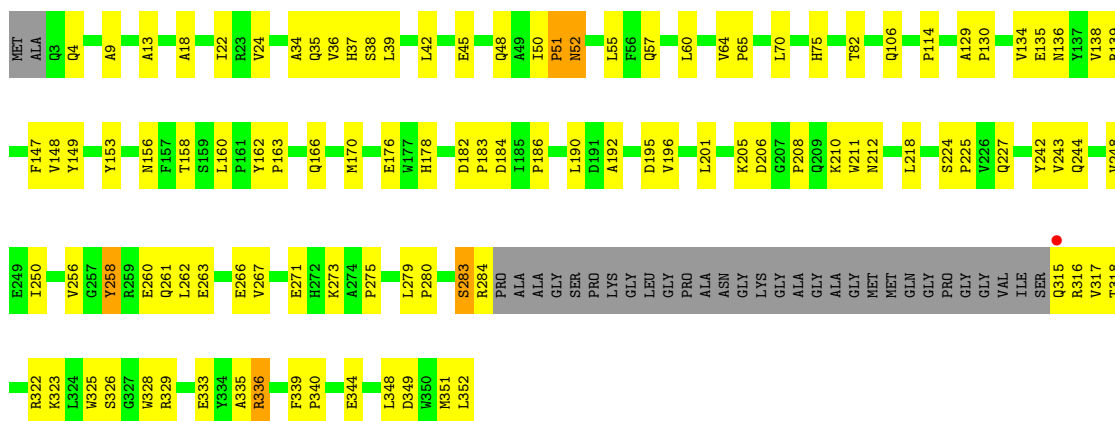 MET ALA Q3 Q4 A9 A13 A18 I22 R23 V24 A34 Q35 V36 H37 S38 L39 L42 E45 Q48 A49 I50 P51 N52 L55 F56 Q57 L60 V64 P65 L70 H75 T82 Q106 P114 A129 P130 V134 E135 N136 Y137 V138 P139
F147 V148 Y149 Y153 N156 F157 T158 S159 L160 P161 Y162 P163 Q166 M170 E176 W177 H178 D182 P183 D184 I185 P186 L190 D191 A192 D195 V196 L201 K205 D206 G207 P208 Q209 K210 W211 N212 L218 S224 P225 V226 Q227 Y242 V243 Q244 V248
E249 I250 V256 G257 Y258 R259 E260 Q261 L262 E263 E266 V267 E271 H272 K273 A274 P275 L279 P280 S283 R284 PRO ALA ALA GLY SER PRO LYS GLY LEU GLY PRO ALA ASN GLY LYS GLY ALA GLY MET MET GLN GLY PRO GLY GLY VAL ILE SER Q315 R316 V317 T318
R322 K323 L324 W325 S326 G327 W328 R329 E333 Y334 A335 R336 F339 P340 E344 L348 D349 W350 M351 L352